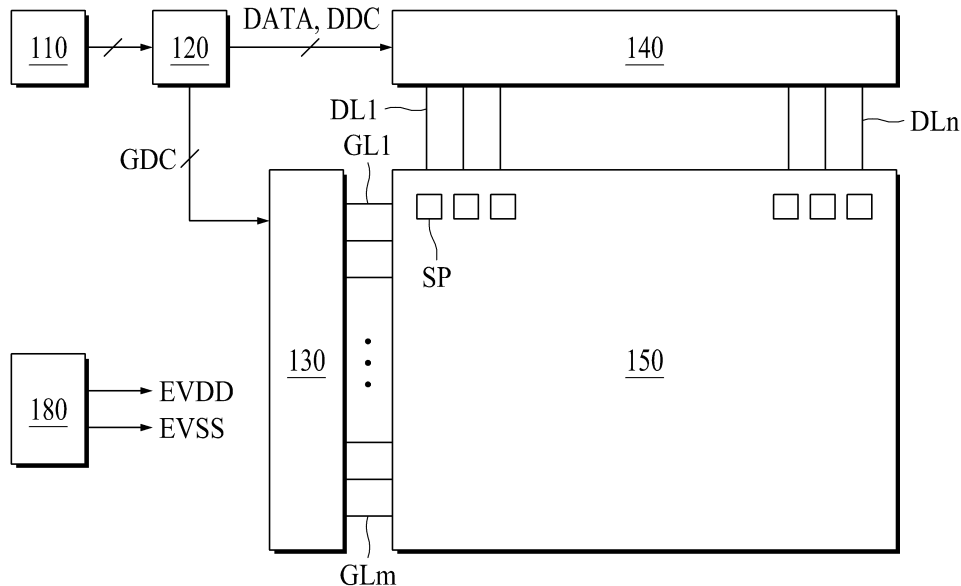 110
120
DATA, DDC
140
DL1
DLn
GDC
GL1
SP
130
150
180
EVDD
EVSS
GLm